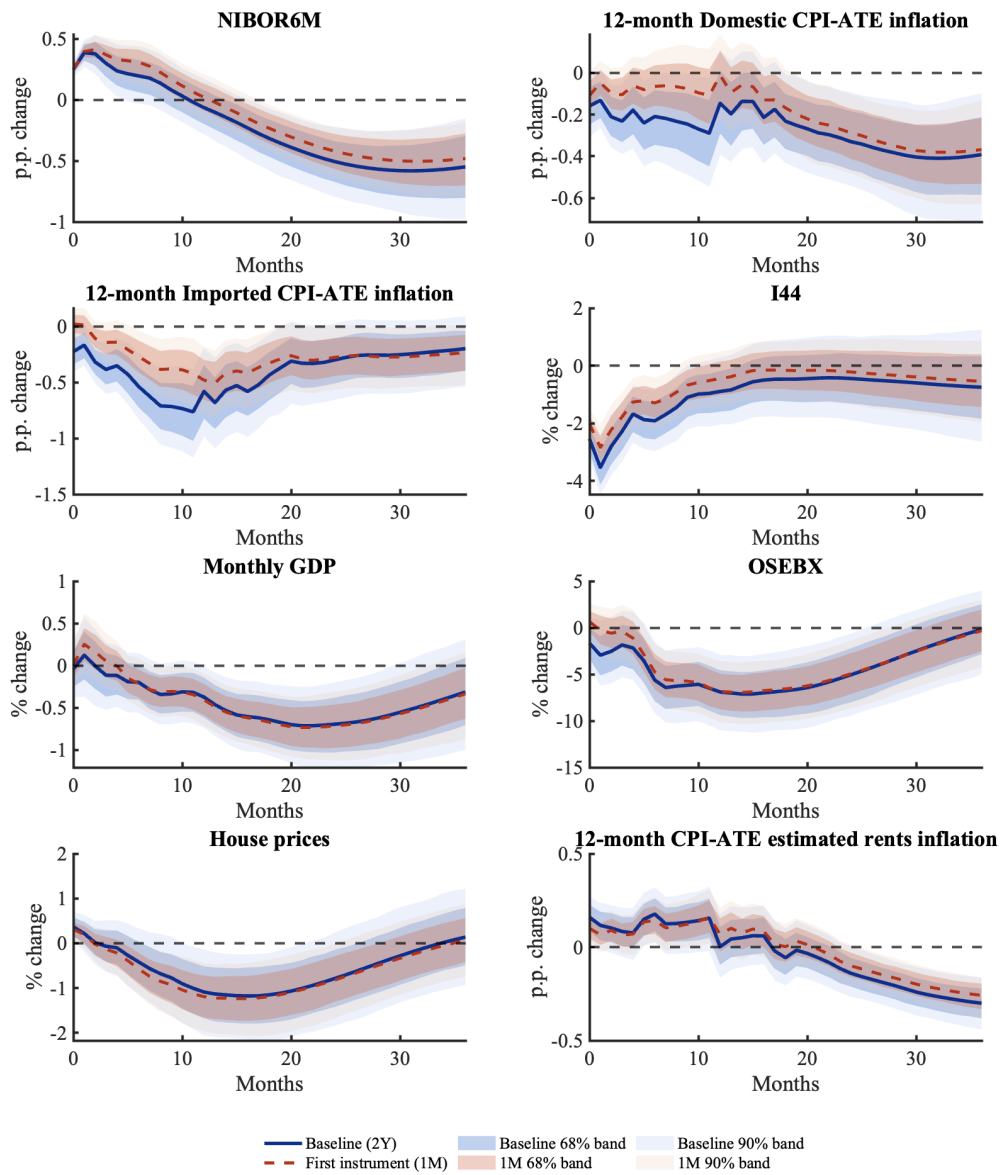 NIBOR6M
p.p. change
0.5
0
-0.5
-1
0 10 20 30
Months
12-month Domestic CPI-ATE inflation
p.p. change
0
-0.2
-0.4
-0.6
0 10 20 30
Months
12-month Imported CPI-ATE inflation
p.p. change
0
-0.5
-1
-1.5
0 10 20 30
Months
I44
% change
2
0
-2
-4
0 10 20 30
Months
Monthly GDP
% change
1
0.5
0
-0.5
-1
0 10 20 30
Months
OSEBX
% change
5
0
-5
-10
-15
0 10 20 30
Months
House prices
% change
2
1
0
-1
-2
0 10 20 30
Months
12-month CPI-ATE estimated rents inflation
p.p. change
0.5
0
-0.5
0 10 20 30
Months
Baseline (2Y) Baseline 68% band Baseline 90% band
First instrument (1M) 1M 68% band 1M 90% band